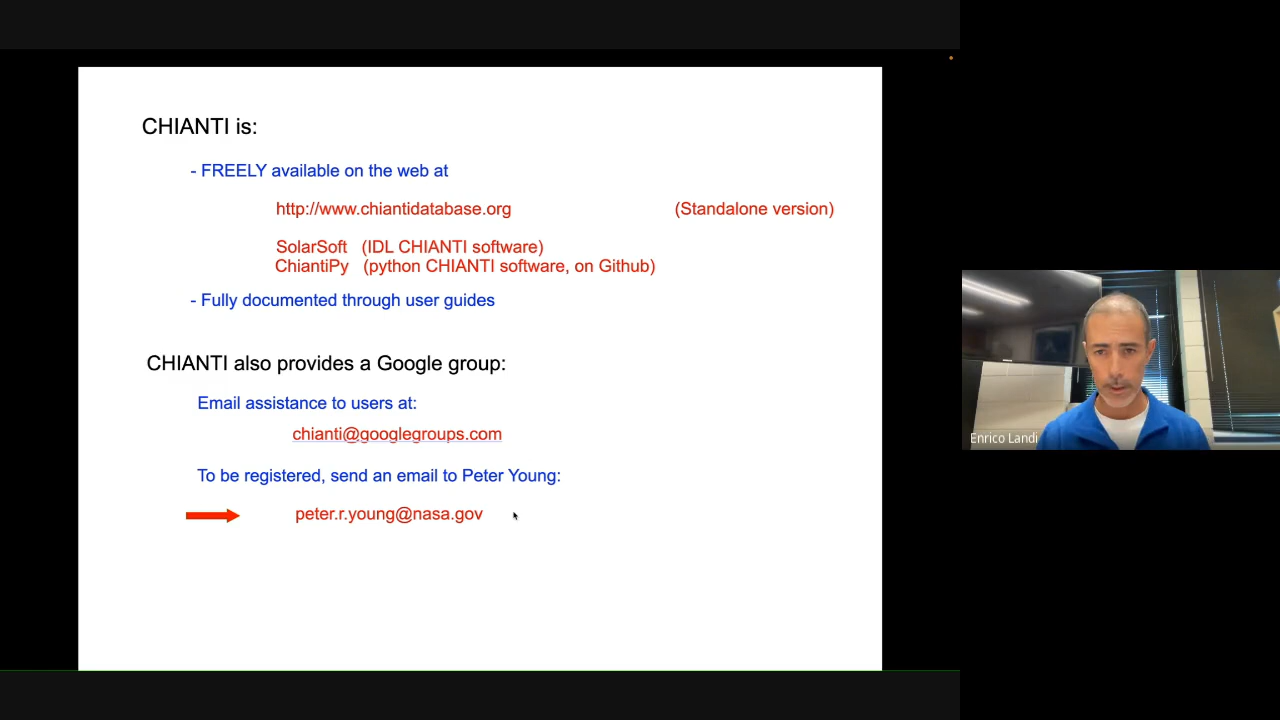 CHIANTI is:
- FREELY available on the web at
http://www.chiantidatabase.org (Standalone version)
SolarSoft (IDL CHIANTI software)
ChiantiPy (python CHIANTI software, on Github)
- Fully documented through user guides
CHIANTI also provides a Google group:
Email assistance to users at:
chianti@googlegroups.com
To be registered, send an email to Peter Young:
peter.r.young@nasa.gov
Enrico Landi